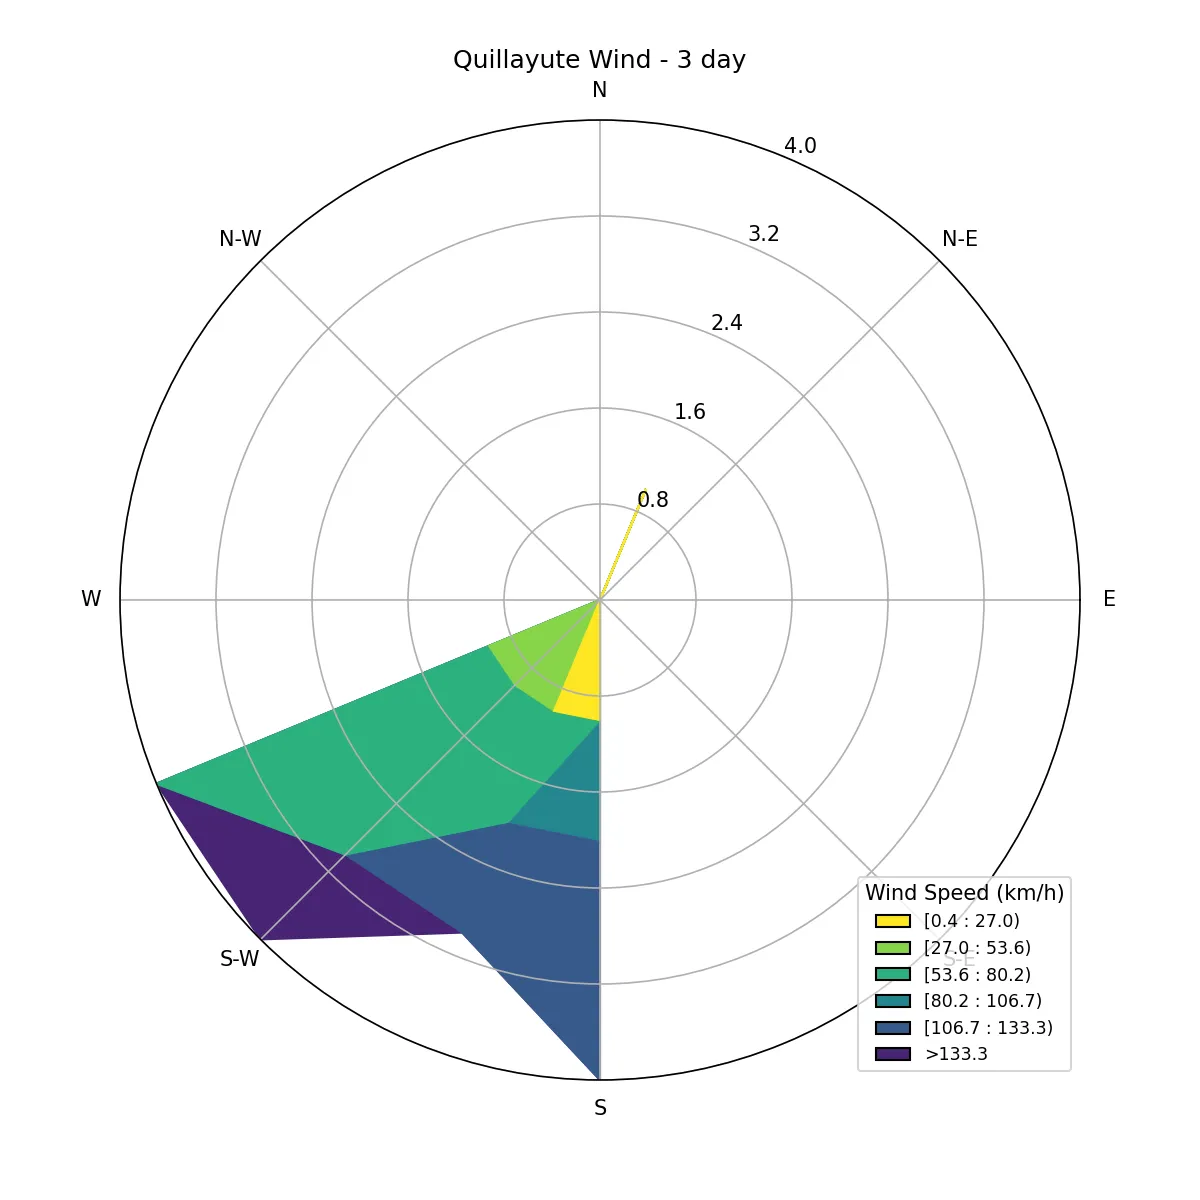 Quillayute Wind - 3 day
N
4.0
N-W
3.2
N-E
2.4
1.6
0.8
W
E
Wind Speed (km/h)
[0.4 : 27.0)
[27.0 : 53.6)
S-W
S-E
[53.6 : 80.2)
[80.2 : 106.7)
[106.7 : 133.3)
>133.3
S